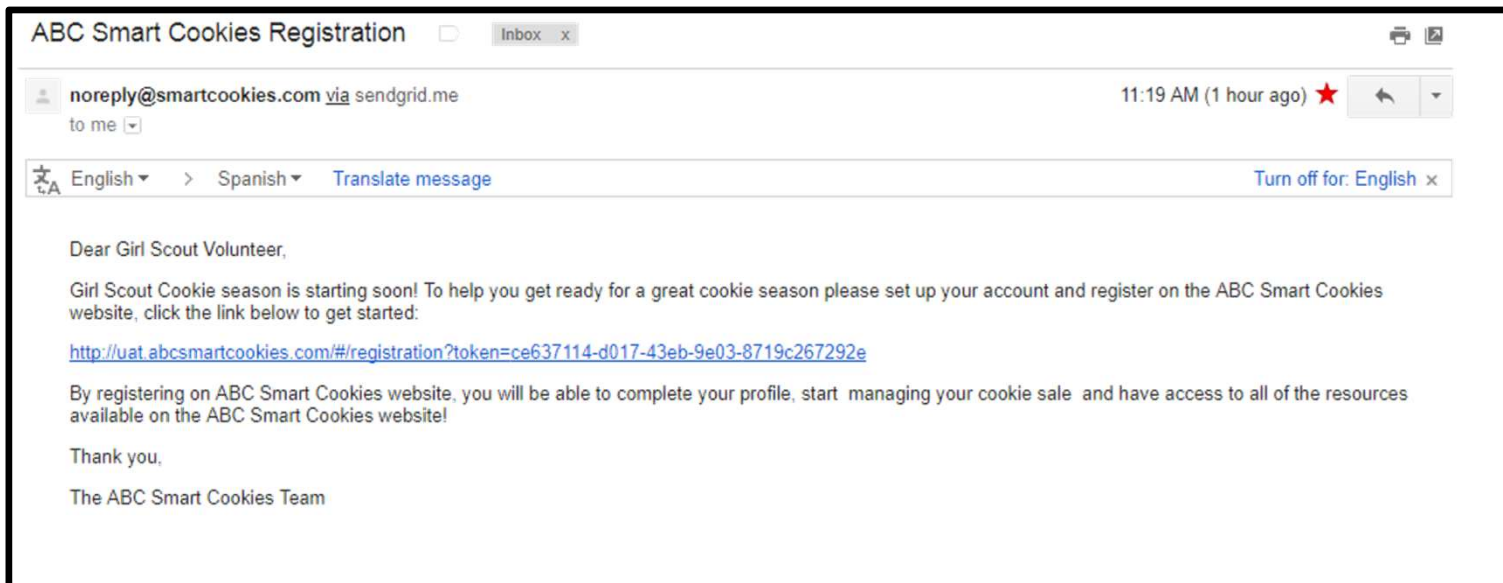 ABC Smart Cookies Registration Inbox x
noreply@smartcookies.com via sendgrid.me 11:19 AM (1 hour ago)
to me
English > Spanish Translate message Turn off for: English x
Dear Girl Scout Volunteer,
Girl Scout Cookie season is starting soon! To help you get ready for a great cookie season please set up your account and register on the ABC Smart Cookies
website, click the link below to get started:
http://uat.abcsmartcookies.com/#/registration?token=ce637114-d017-43eb-9e03-8719c267292e
By registering on ABC Smart Cookies website, you will be able to complete your profile, start  managing your cookie sale  and have access to all of the resources
available on the ABC Smart Cookies website!
Thank you,
The ABC Smart Cookies Team